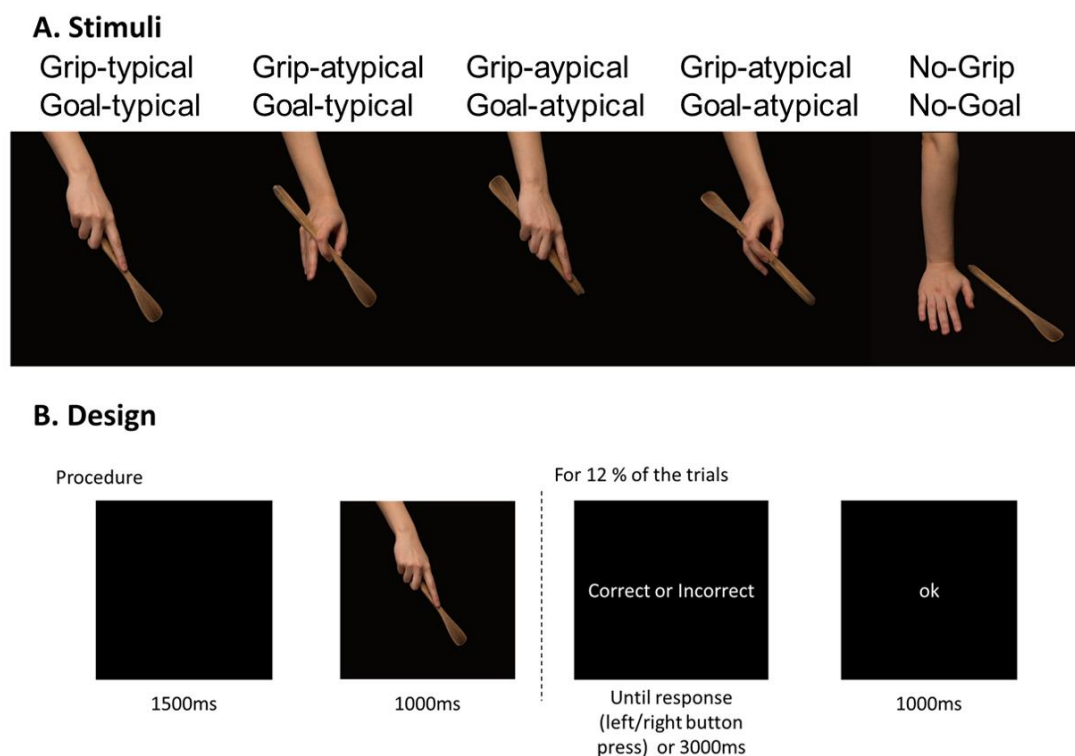 A. Stimuli
Grip-typical
Goal-typical
Grip-atypical
Goal-typical
Grip-aypical
Goal-atypical
Grip-atypical
Goal-atypical
No-Grip
No-Goal
B. Design
Procedure
For 12 % of the trials
Correct or Incorrect
ok
1500ms
1000ms
Until response
(left/right button
press) or 3000ms
1000ms